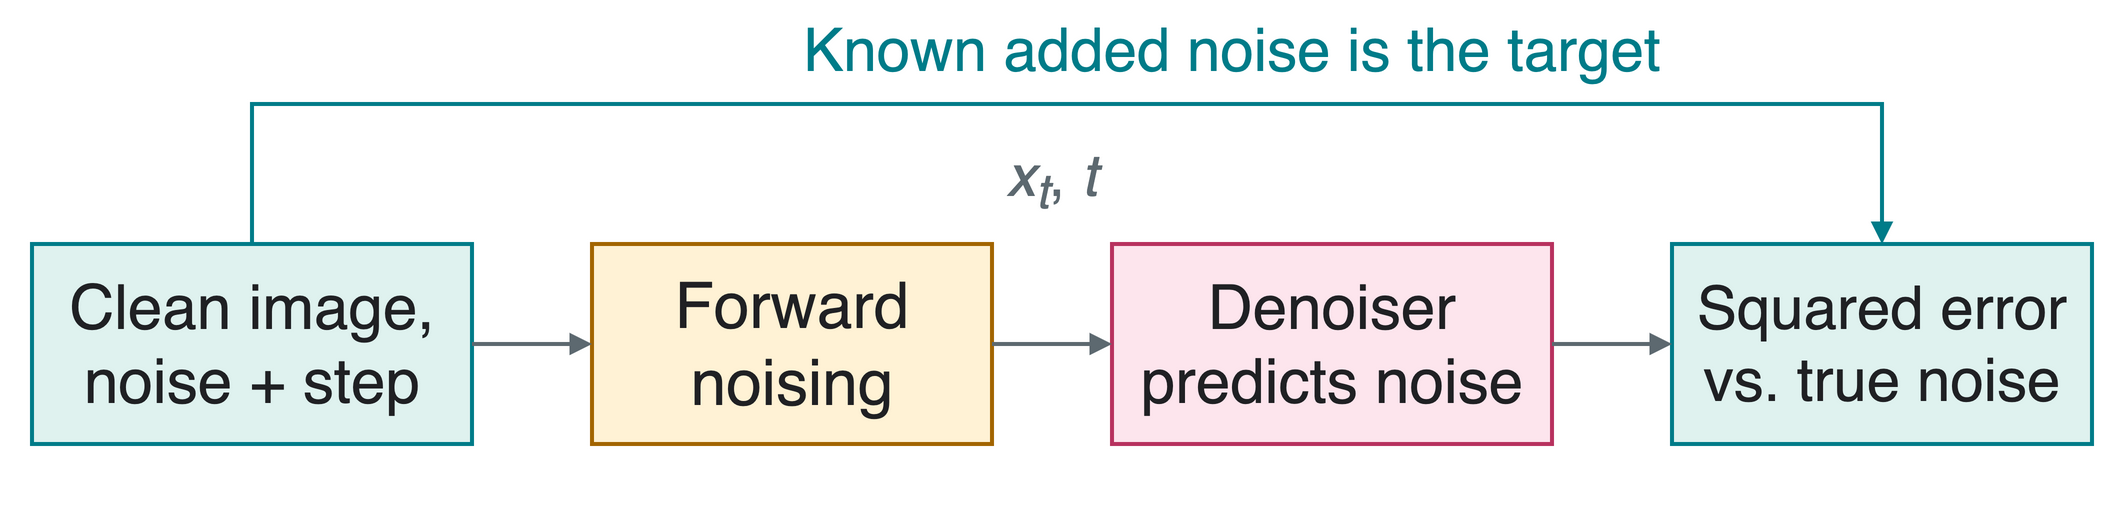 Known added noise is the target
xₜ, t
Clean image,
noise + step
Forward
noising
Denoiser
predicts noise
Squared error
vs. true noise